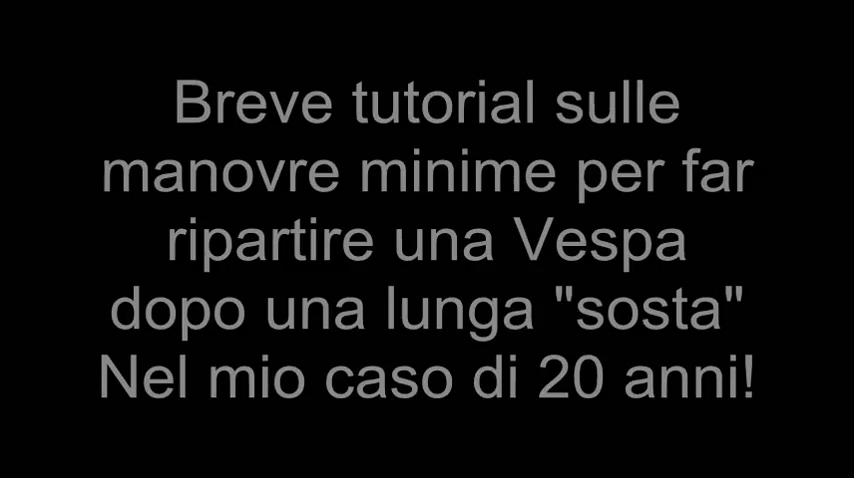 Breve tutorial sulle
manovre minime per far
ripartire una Vespa
dopo una lunga "sosta"
Nel mio caso di 20 anni!